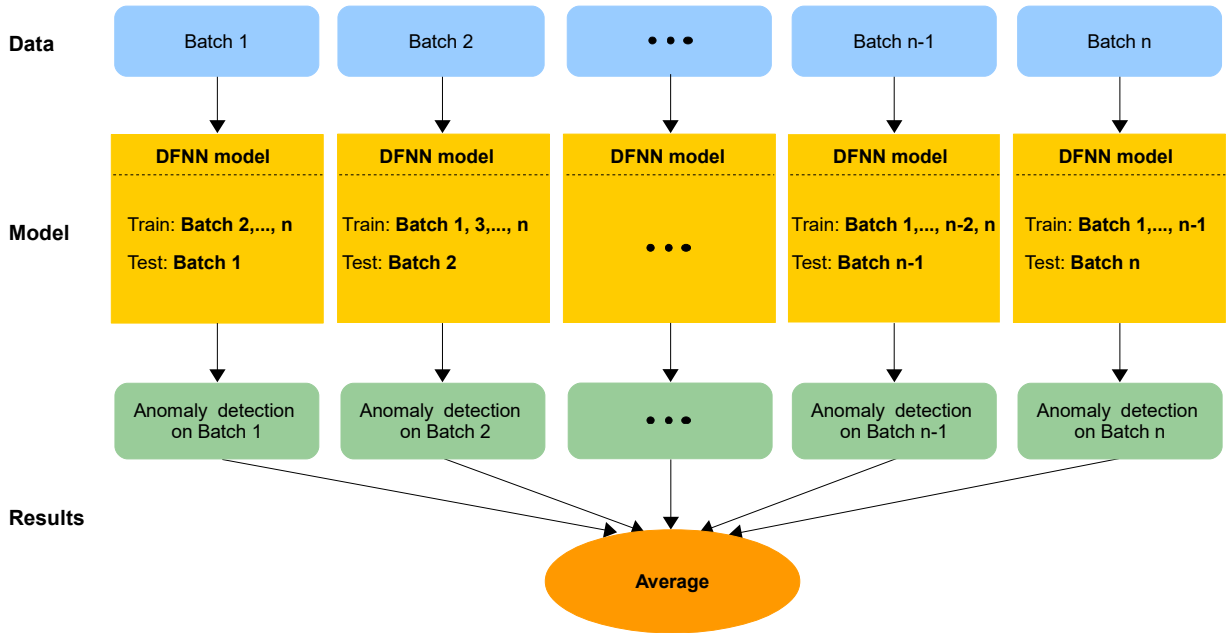 Data
Batch 1
Batch 2
•••
Batch n-1
Batch n
Model
DFNN model
Train: Batch 2,..., n
Test: Batch 1
DFNN model
Train: Batch 1, 3,..., n
Test: Batch 2
DFNN model
•••
DFNN model
Train: Batch 1,..., n-2, n
Test: Batch n-1
DFNN model
Train: Batch 1,..., n-1
Test: Batch n
Anomaly detection
on Batch 1
Anomaly detection
on Batch 2
•••
Anomaly detection
on Batch n-1
Anomaly detection
on Batch n
Results
Average